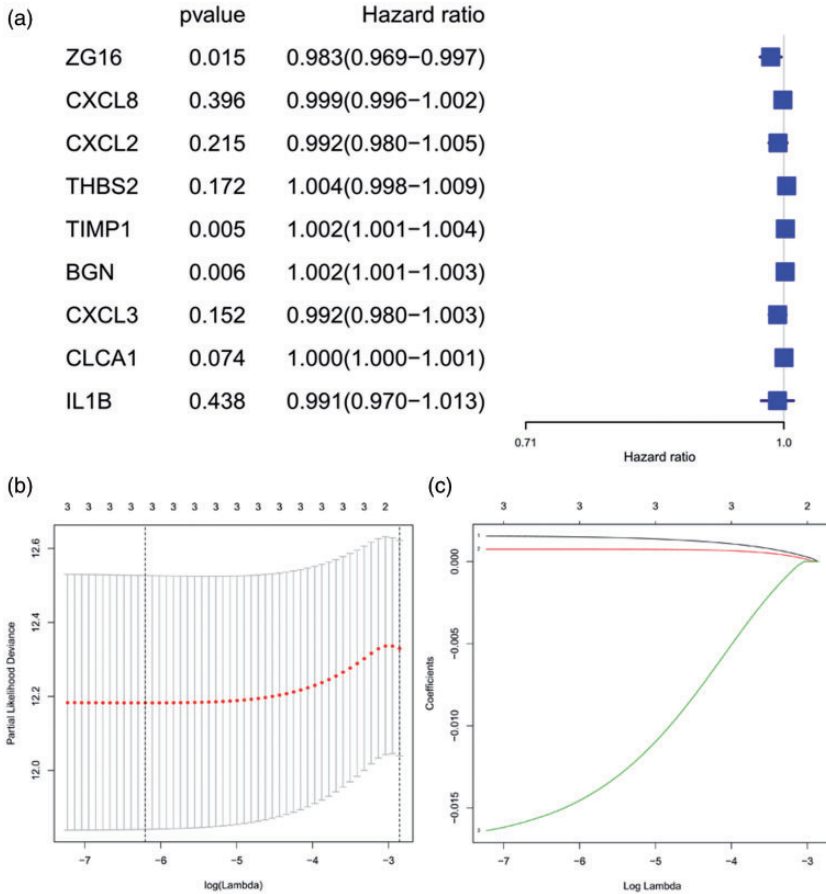 (a)
pvalue Hazard ratio
ZG16 0.015 0.983(0.969−0.997)
CXCL8 0.396 0.999(0.996−1.002)
CXCL2 0.215 0.992(0.980−1.005)
THBS2 0.172 1.004(0.998−1.009)
TIMP1 0.005 1.002(1.001−1.004)
BGN 0.006 1.002(1.001−1.003)
CXCL3 0.152 0.992(0.980−1.003)
CLCA1 0.074 1.000(1.000−1.001)
IL1B 0.438 0.991(0.970−1.013)
0.71 1.0
Hazard ratio
(b)
3 3 3 3 3 3 3 3 3 3 3 3 3 2
12.6
12.4
12.2
12.0
Partial Likelihood Deviance
−7 −6 −5 −4 −3
log(Lambda)
(c)
3 3 3 3 2
0.000
−0.005
−0.010
−0.015
Coefficients
1
3
−7 −6 −5 −4 −3
Log Lambda